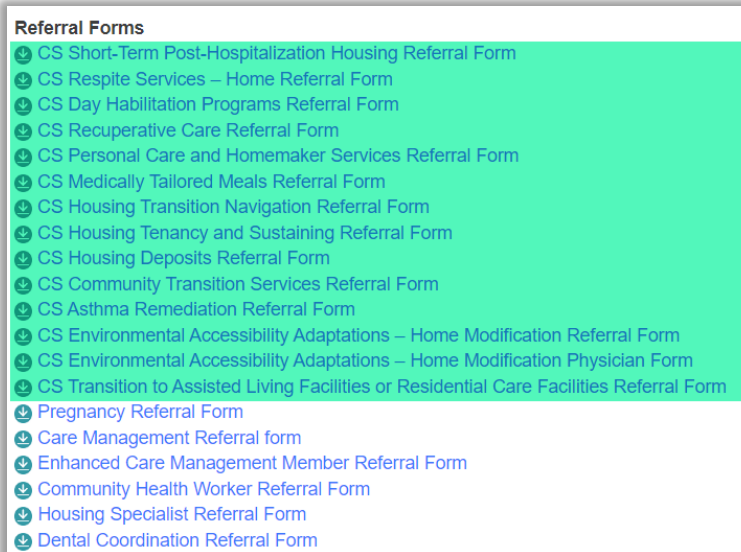 Referral Forms
CS Short-Term Post-Hospitalization Housing Referral Form
CS Respite Services – Home Referral Form
CS Day Habilitation Programs Referral Form
CS Recuperative Care Referral Form
CS Personal Care and Homemaker Services Referral Form
CS Medically Tailored Meals Referral Form
CS Housing Transition Navigation Referral Form
CS Housing Tenancy and Sustaining Referral Form
CS Housing Deposits Referral Form
CS Community Transition Services Referral Form
CS Asthma Remediation Referral Form
CS Environmental Accessibility Adaptations – Home Modification Referral Form
CS Environmental Accessibility Adaptations – Home Modification Physician Form
CS Transition to Assisted Living Facilities or Residential Care Facilities Referral Form
Pregnancy Referral Form
Care Management Referral form
Enhanced Care Management Member Referral Form
Community Health Worker Referral Form
Housing Specialist Referral Form
Dental Coordination Referral Form